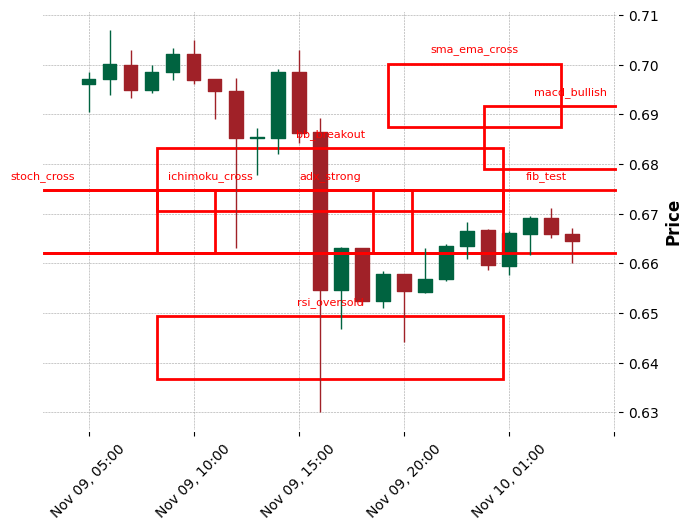 0.71
sma_ema_cross
0.70
macd_bullish
0.69
bb_breakout
0.68
stoch_cross ichimoku_cross adx_strong fib_test
0.67
0.66
rsi_oversold
0.65
0.64
0.63
Price
Nov 09, 05:00
Nov 09, 10:00
Nov 09, 15:00
Nov 09, 20:00
Nov 10, 01:00